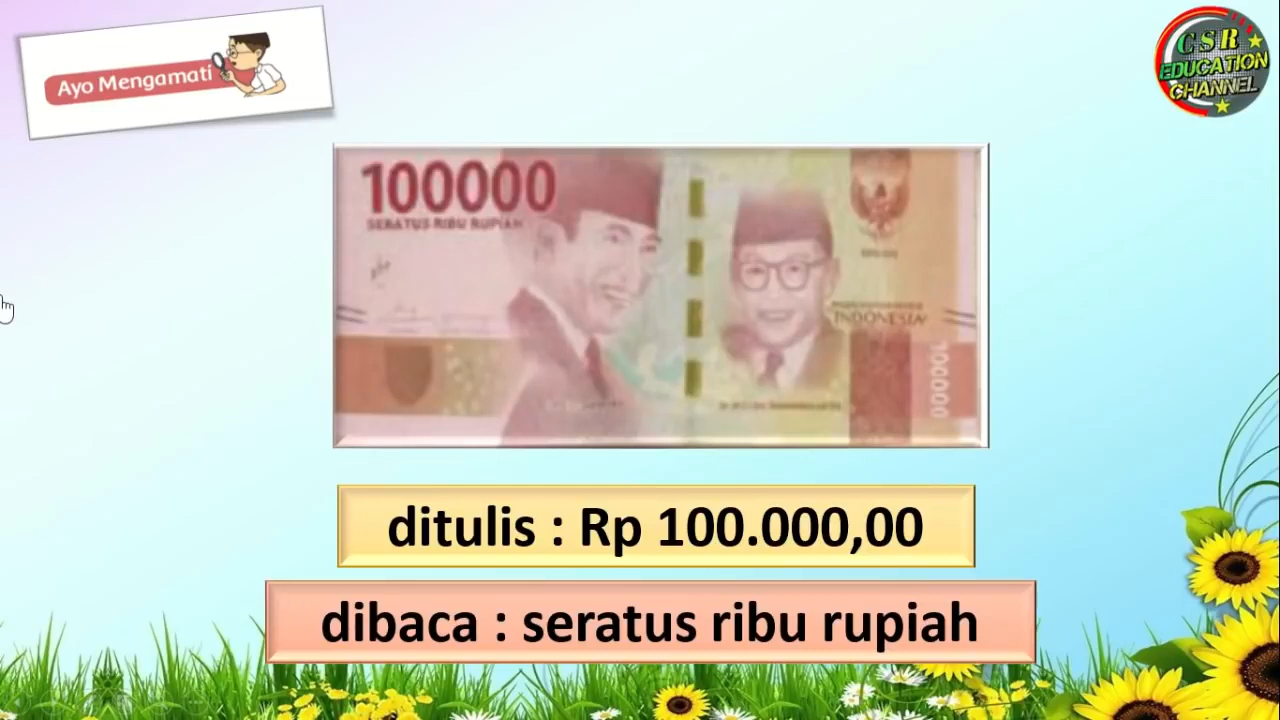 Ayo Mengamati
CSR
EDUCATION
CHANNEL
100000
SERATUS RIBU RUPIAH
INDONESIA
100000
ditulis : Rp 100.000,00
dibaca : seratus ribu rupiah